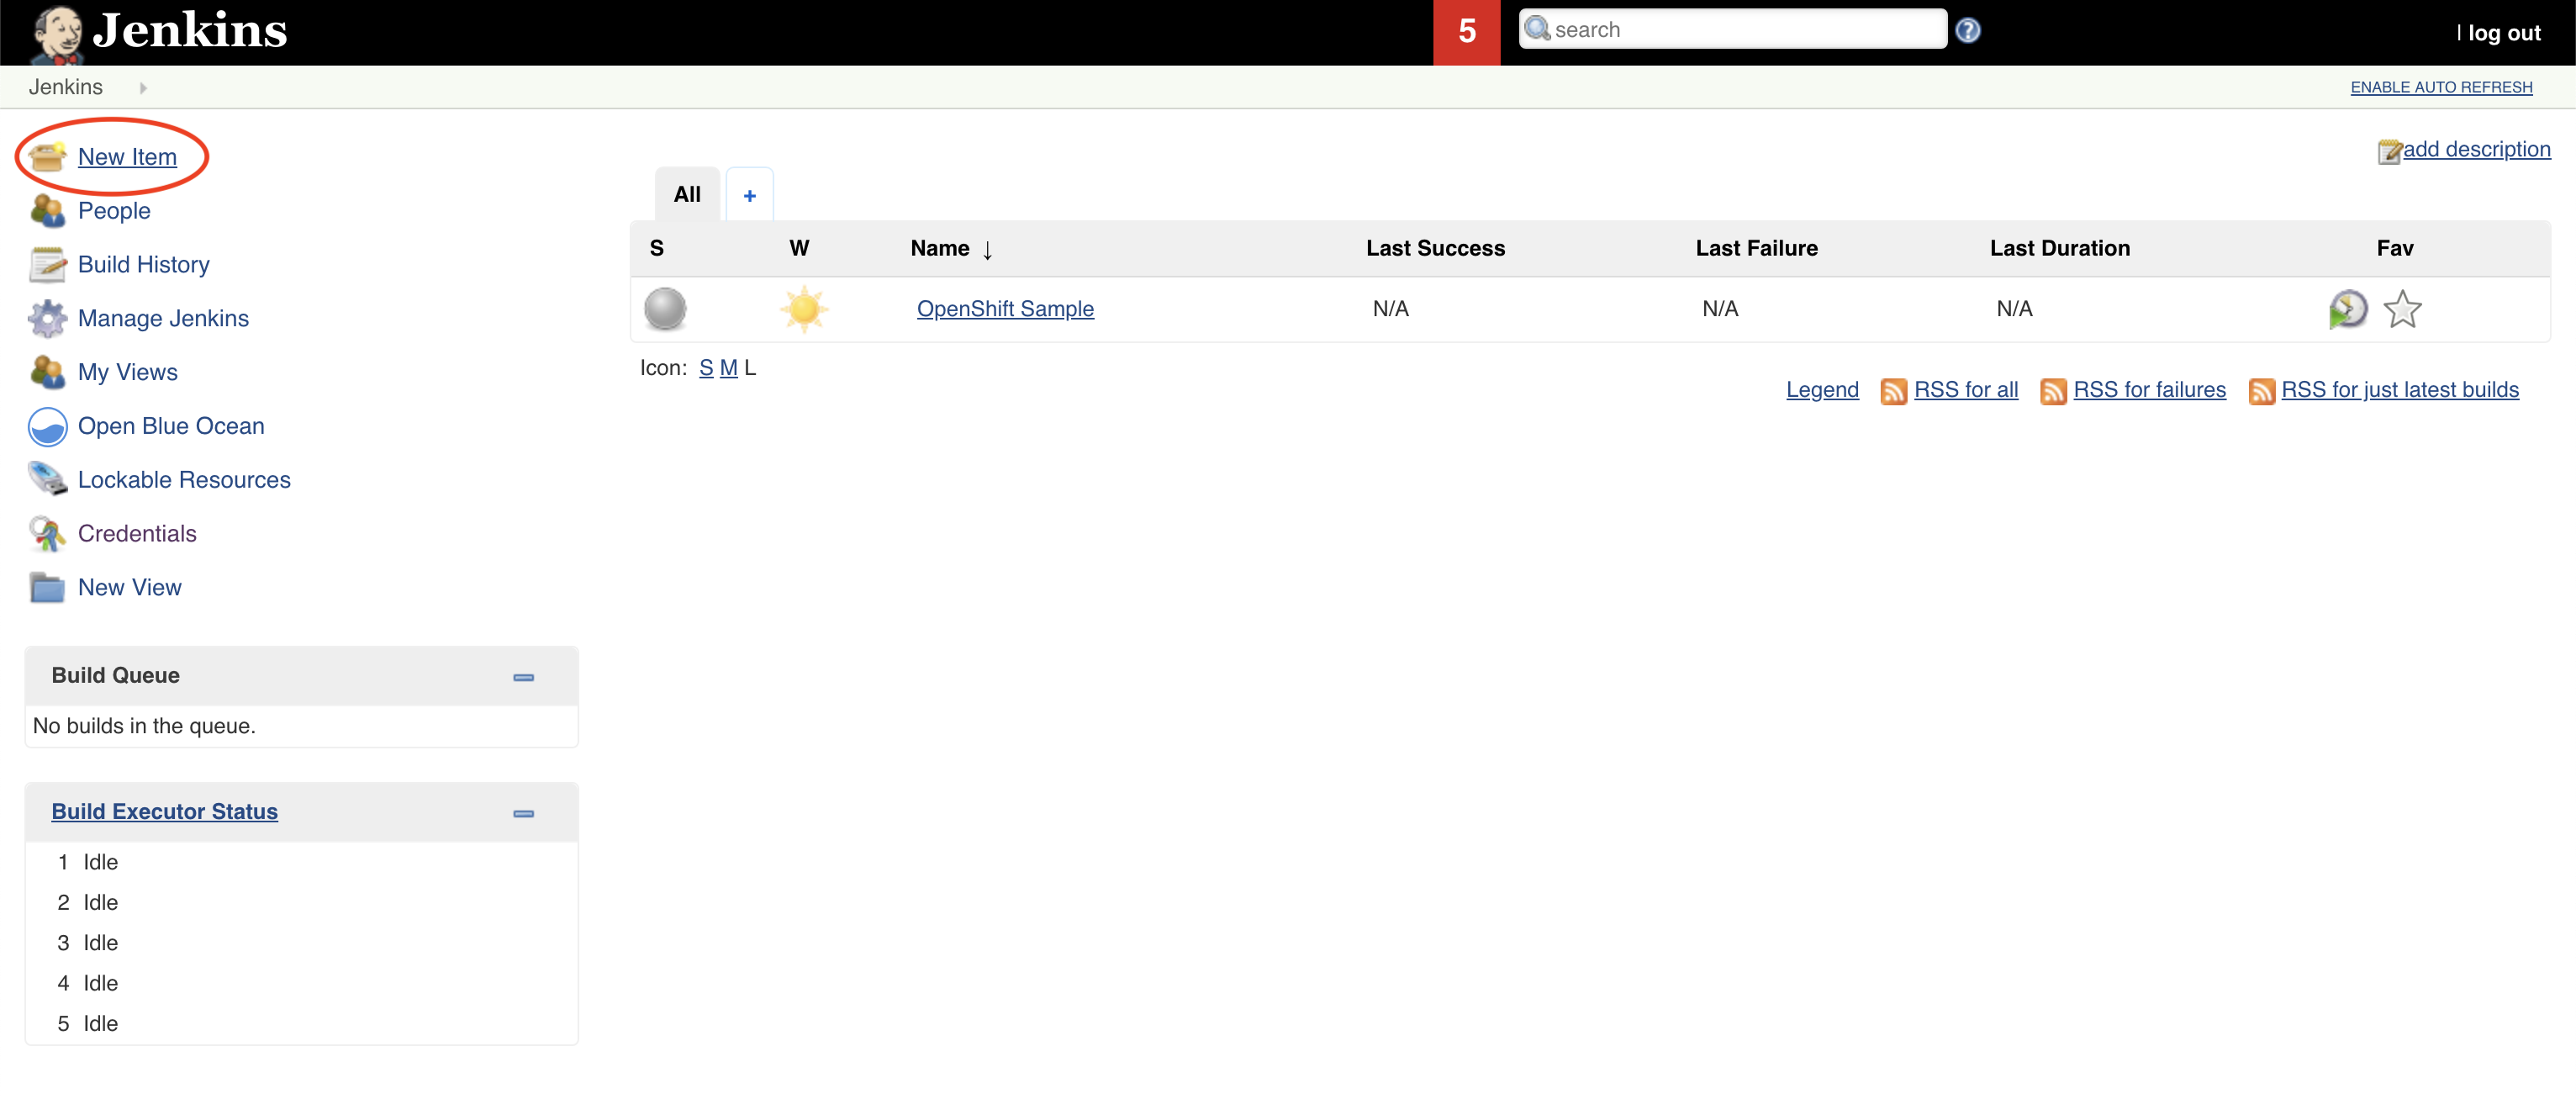 Jenkins
5
search
?
| log out
Jenkins
ENABLE AUTO REFRESH
New Item
People
Build History
Manage Jenkins
My Views
Open Blue Ocean
Lockable Resources
Credentials
New View
Build Queue
No builds in the queue.
Build Executor Status
1 Idle
2 Idle
3 Idle
4 Idle
5 Idle
add description
All +
S W Name ↓ Last Success Last Failure Last Duration Fav
OpenShift Sample N/A N/A N/A
Icon: S M L
Legend RSS for all RSS for failures RSS for just latest builds